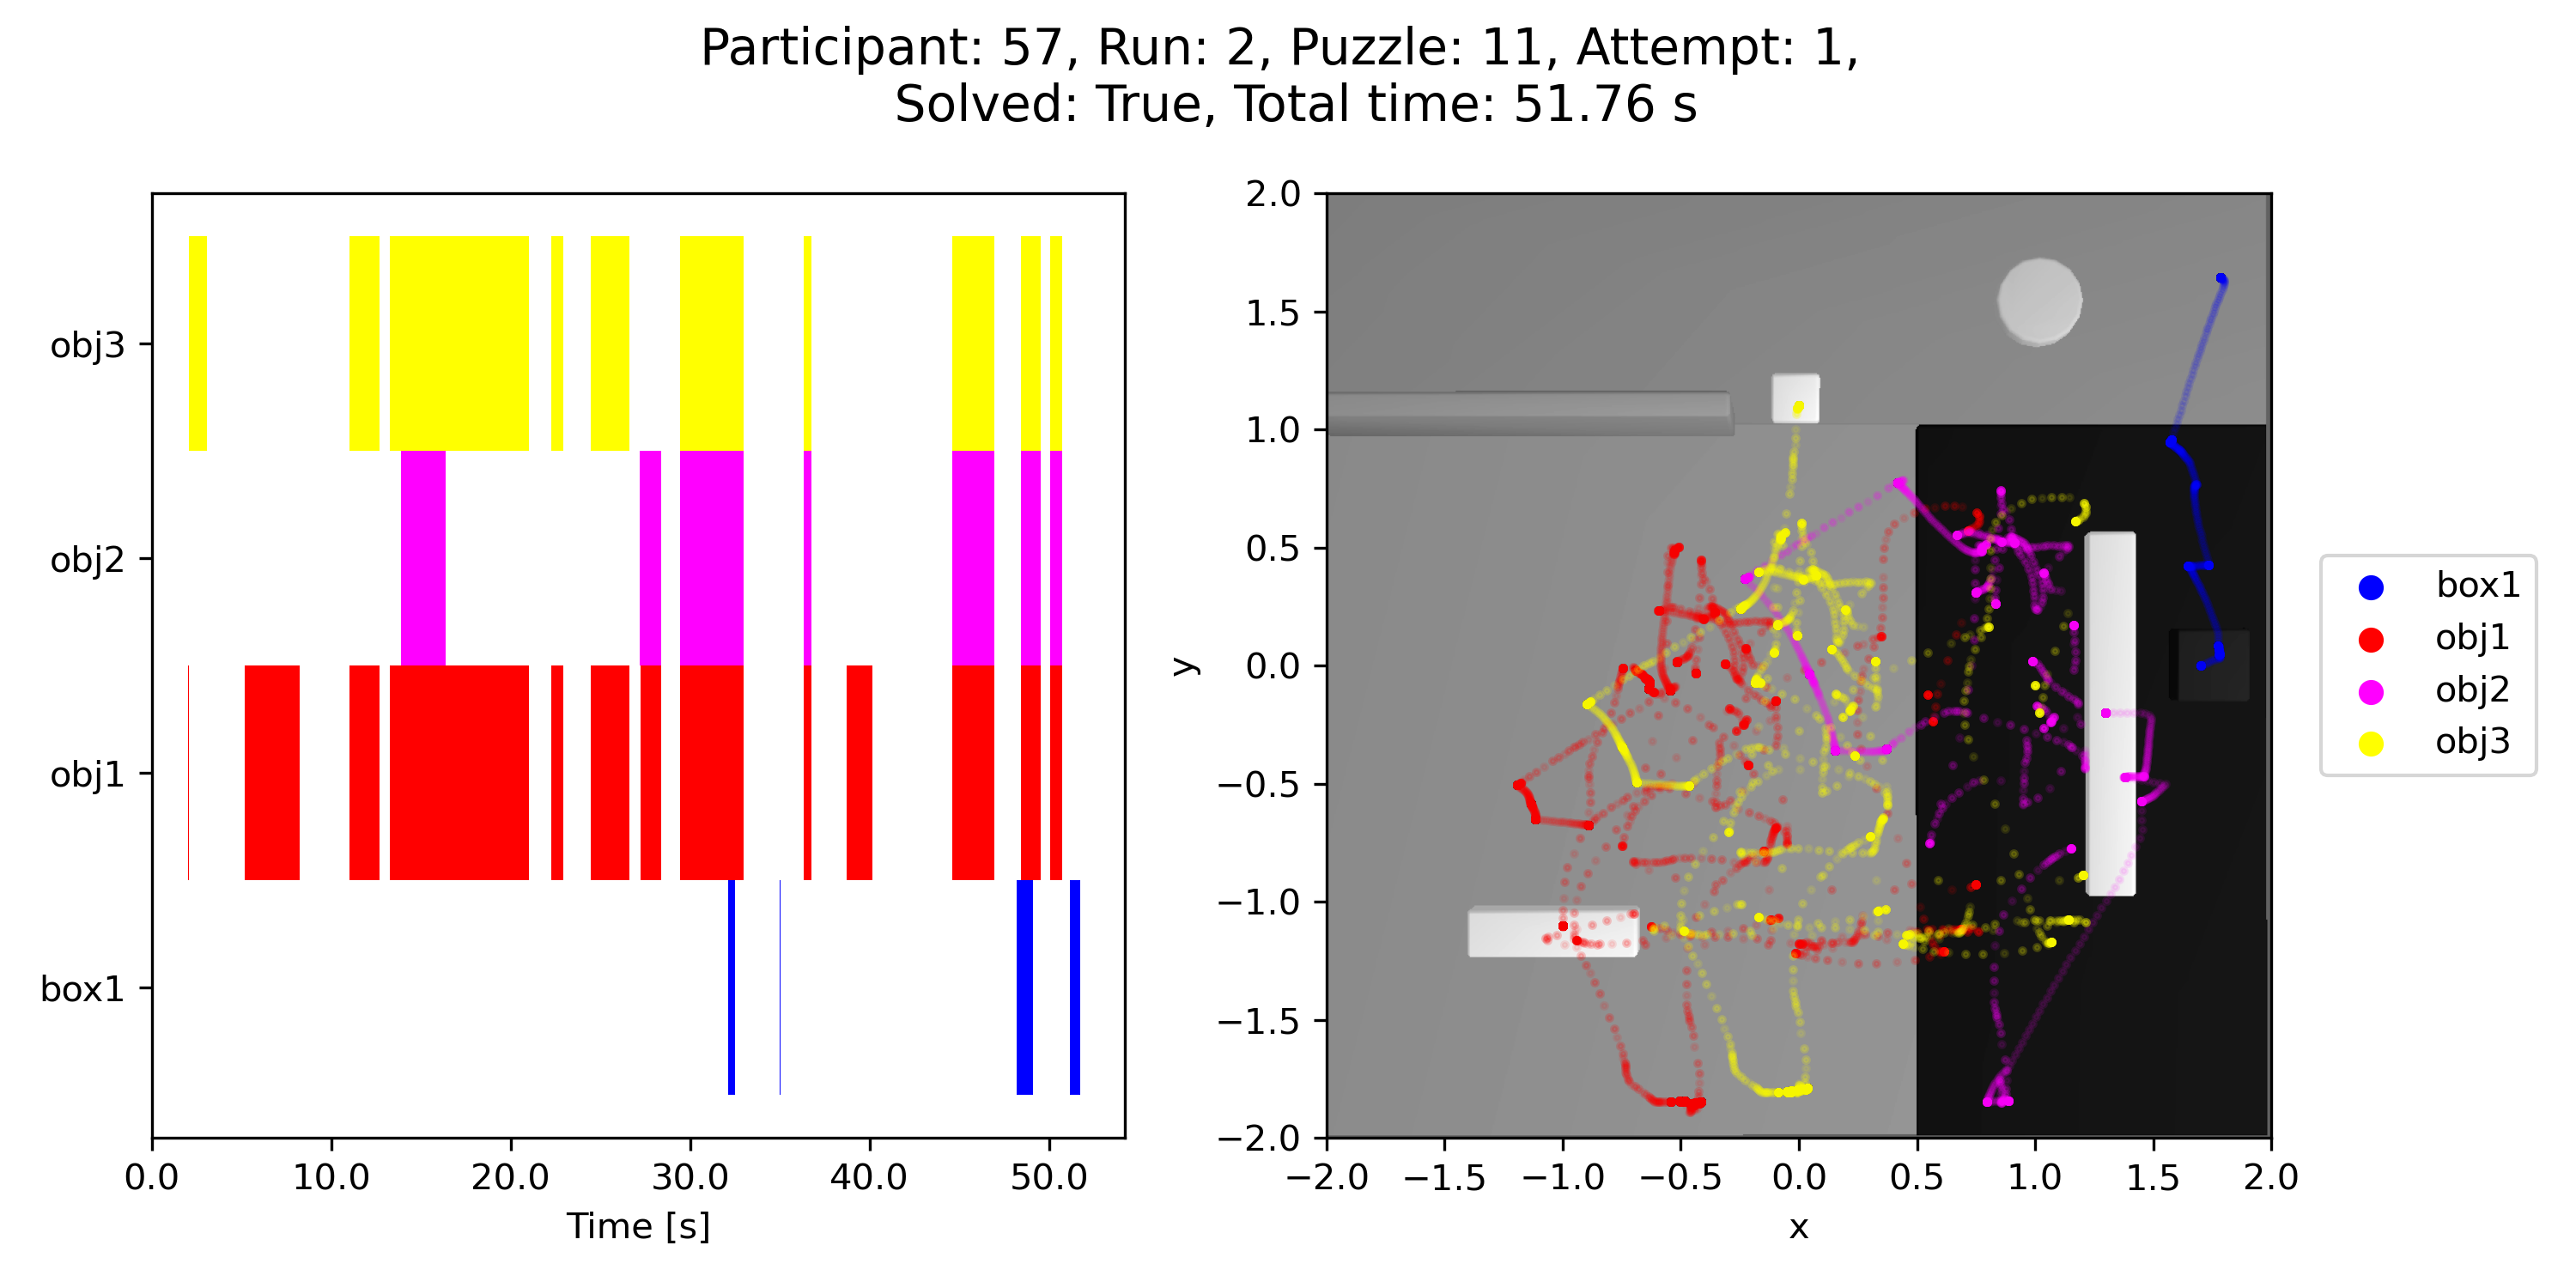 Participant: 57, Run: 2, Puzzle: 11, Attempt: 1,
Solved: True, Total time: 51.76 s
obj3
obj2
obj1
box1
0.0 10.0 20.0 30.0 40.0 50.0
Time [s]
2.0
1.5
1.0
0.5
0.0
−0.5
−1.0
−1.5
−2.0
y
−2.0 −1.5 −1.0 −0.5 0.0 0.5 1.0 1.5 2.0
x
box1
obj1
obj2
obj3